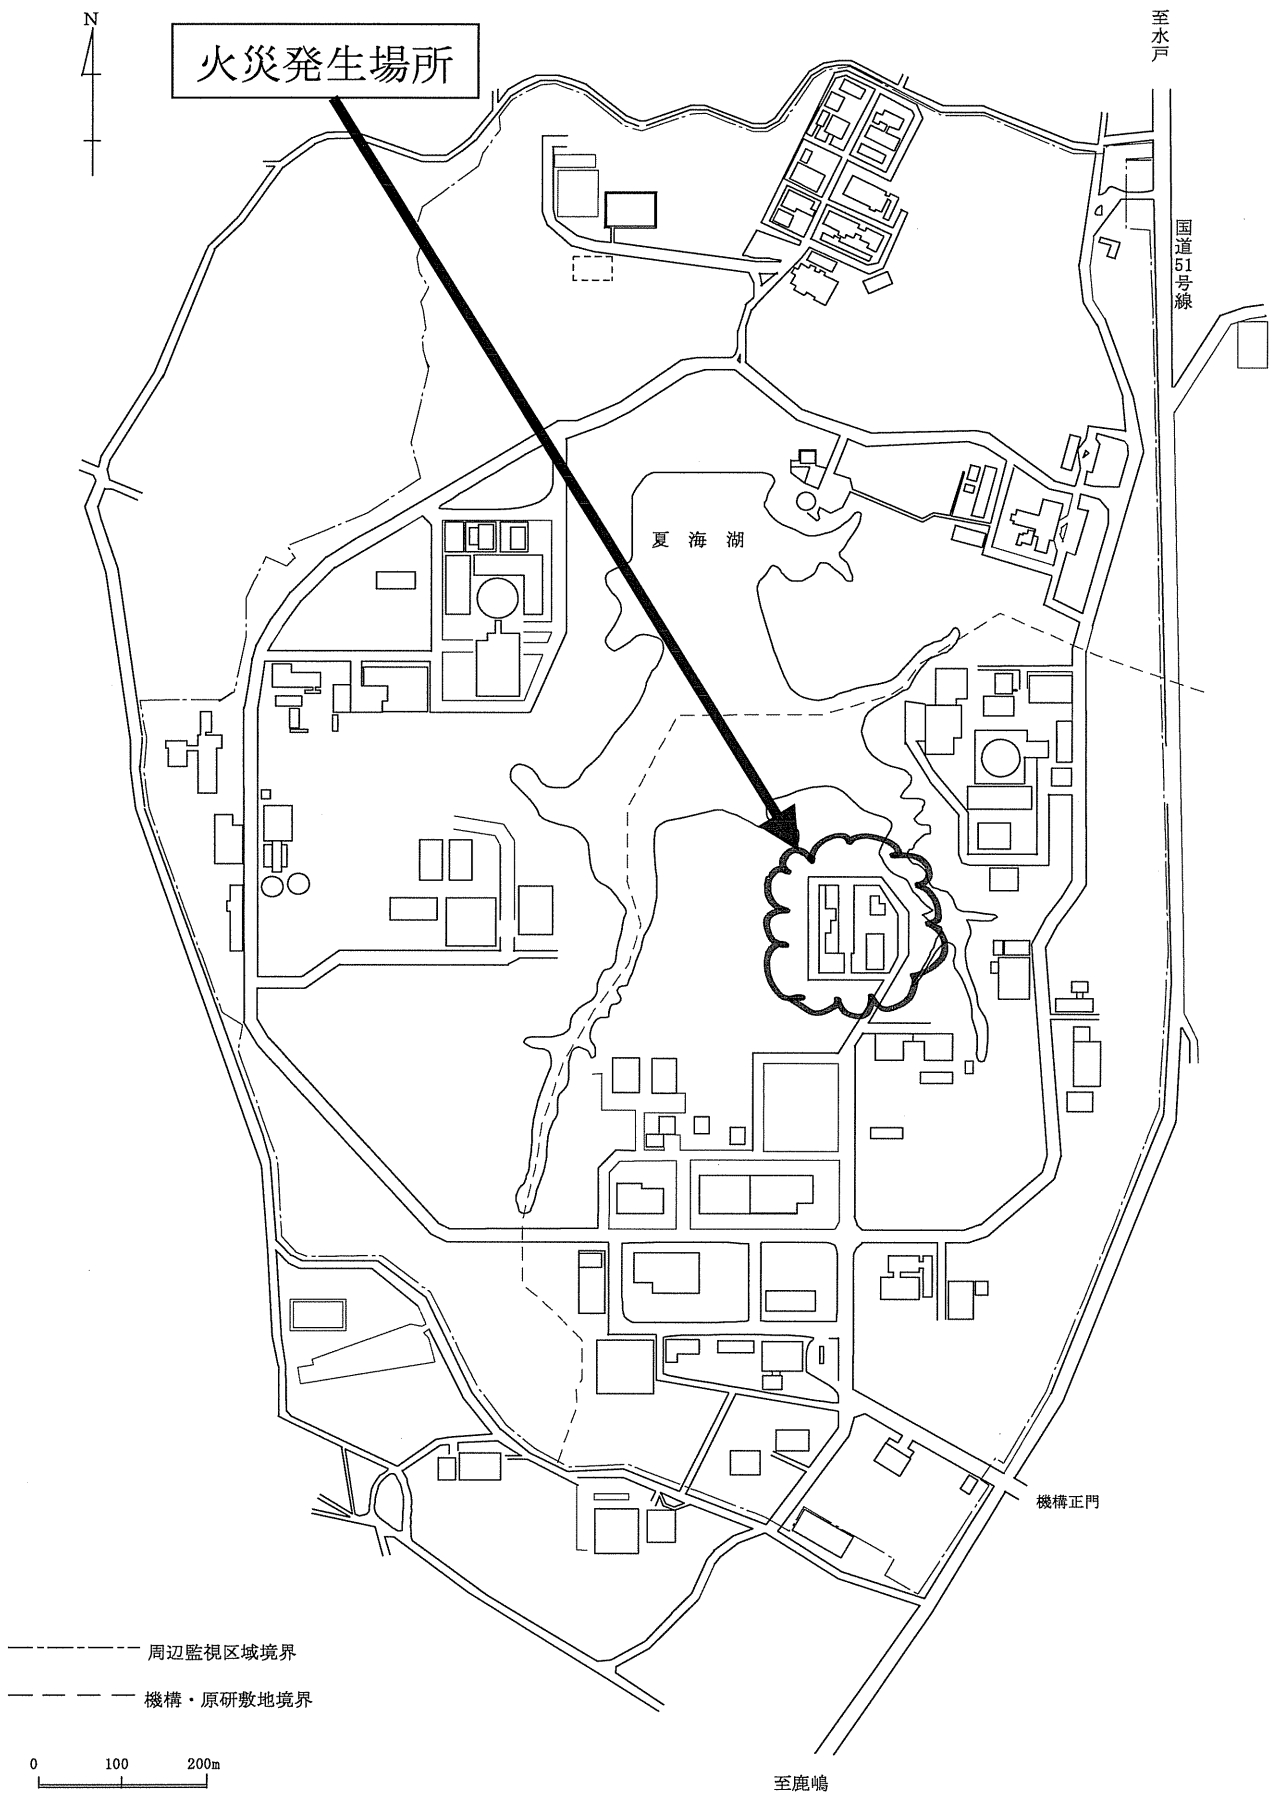 N
火災発生場所
至水戸
国道51号線
夏海湖
機構正門
周辺監視区域境界
機構・原研敷地境界
0 100 200m
至鹿嶋